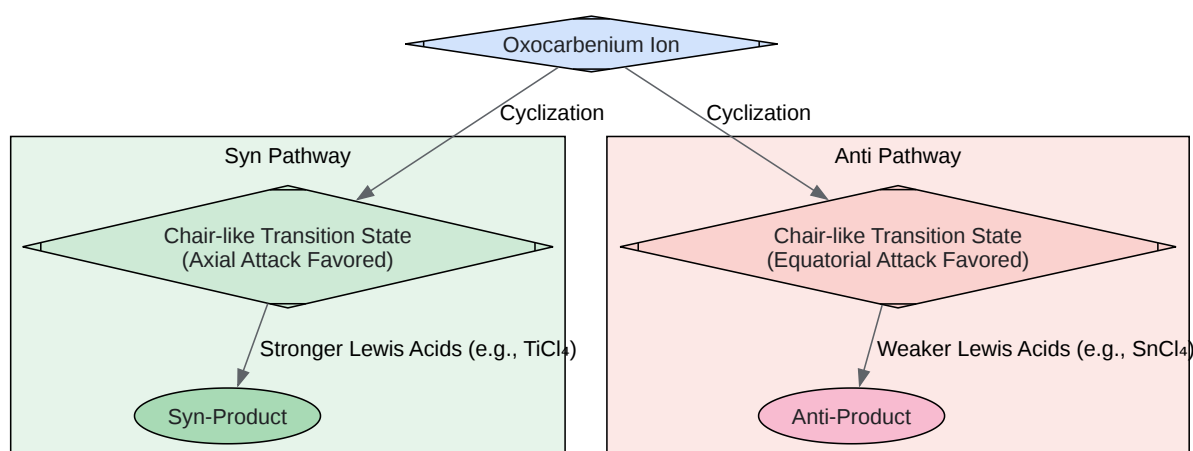 Oxocarbenium Ion
Cyclization
Cyclization
Syn Pathway
Chair-like Transition State
(Axial Attack Favored)
Stronger Lewis Acids (e.g., TiCl₄)
Syn-Product
Anti Pathway
Chair-like Transition State
(Equatorial Attack Favored)
Weaker Lewis Acids (e.g., SnCl₄)
Anti-Product